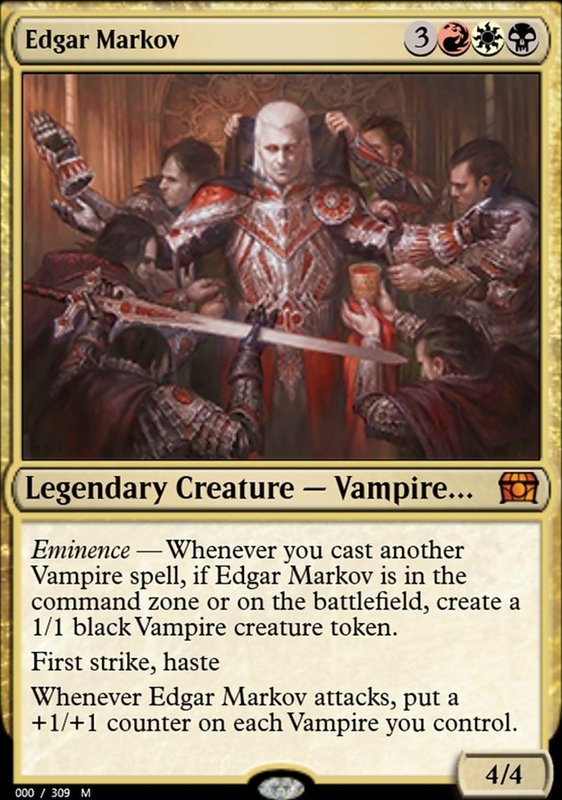 Edgar Markov 3
Legendary Creature — Vampire...
Eminence — Whenever you cast another
Vampire spell, if Edgar Markov is in the
command zone or on the battlefield, create a
1/1 black Vampire creature token.
First strike, haste
Whenever Edgar Markov attacks, put a
+1/+1 counter on each Vampire you control.
4/4
000 / 309 M